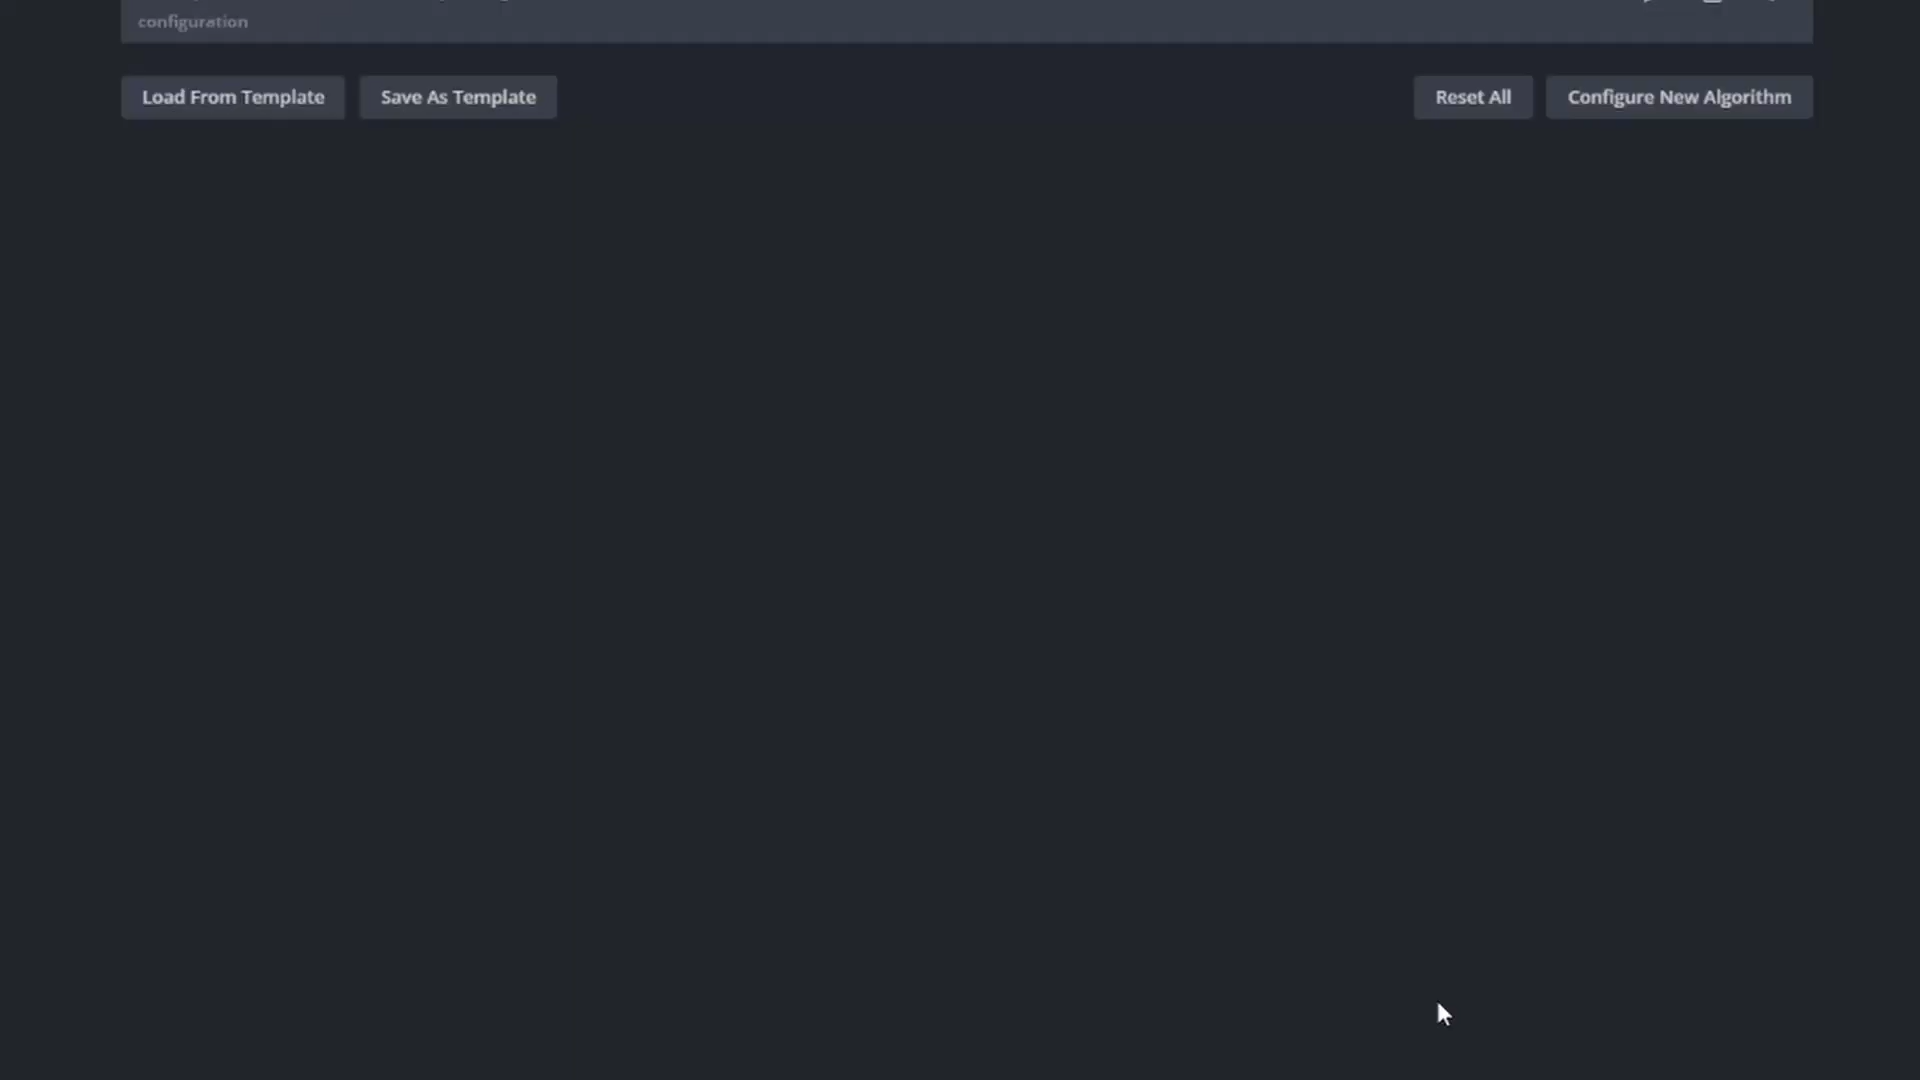 configuration
Load From Template Save As Template Reset All Configure New Algorithm